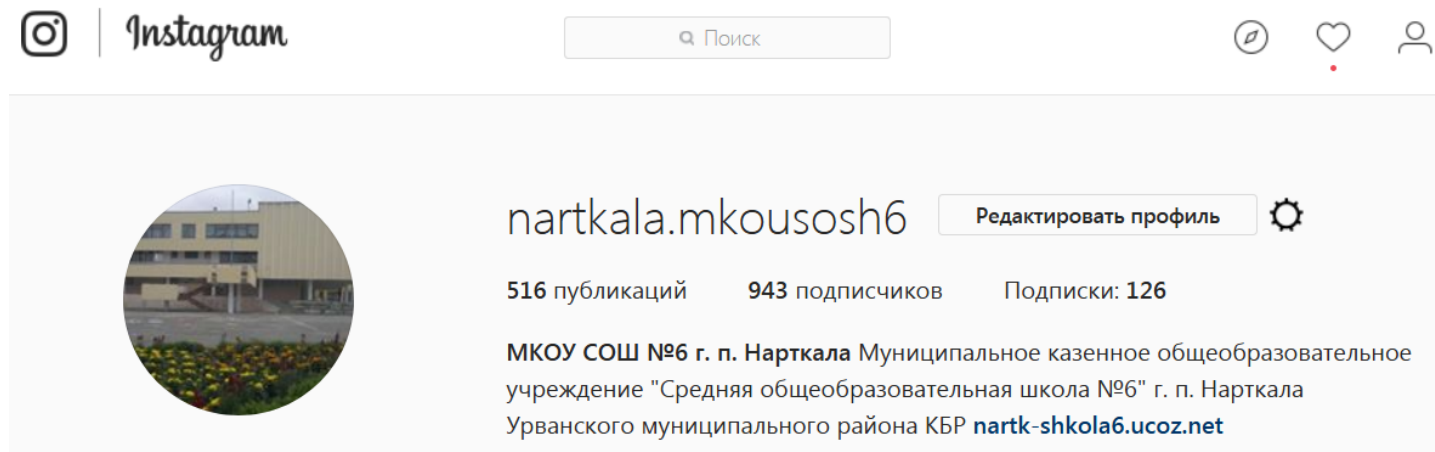 Instagram
Поиск
nartkala.mkousosh6
Редактировать профиль
516 публикаций 943 подписчиков Подписки: 126
МКОУ СОШ №6 г. п. Нарткала Муниципальное казенное общеобразовательное
учреждение "Средняя общеобразовательная школа №6" г. п. Нарткала
Урванского муниципального района КБР nartk-shkola6.ucoz.net